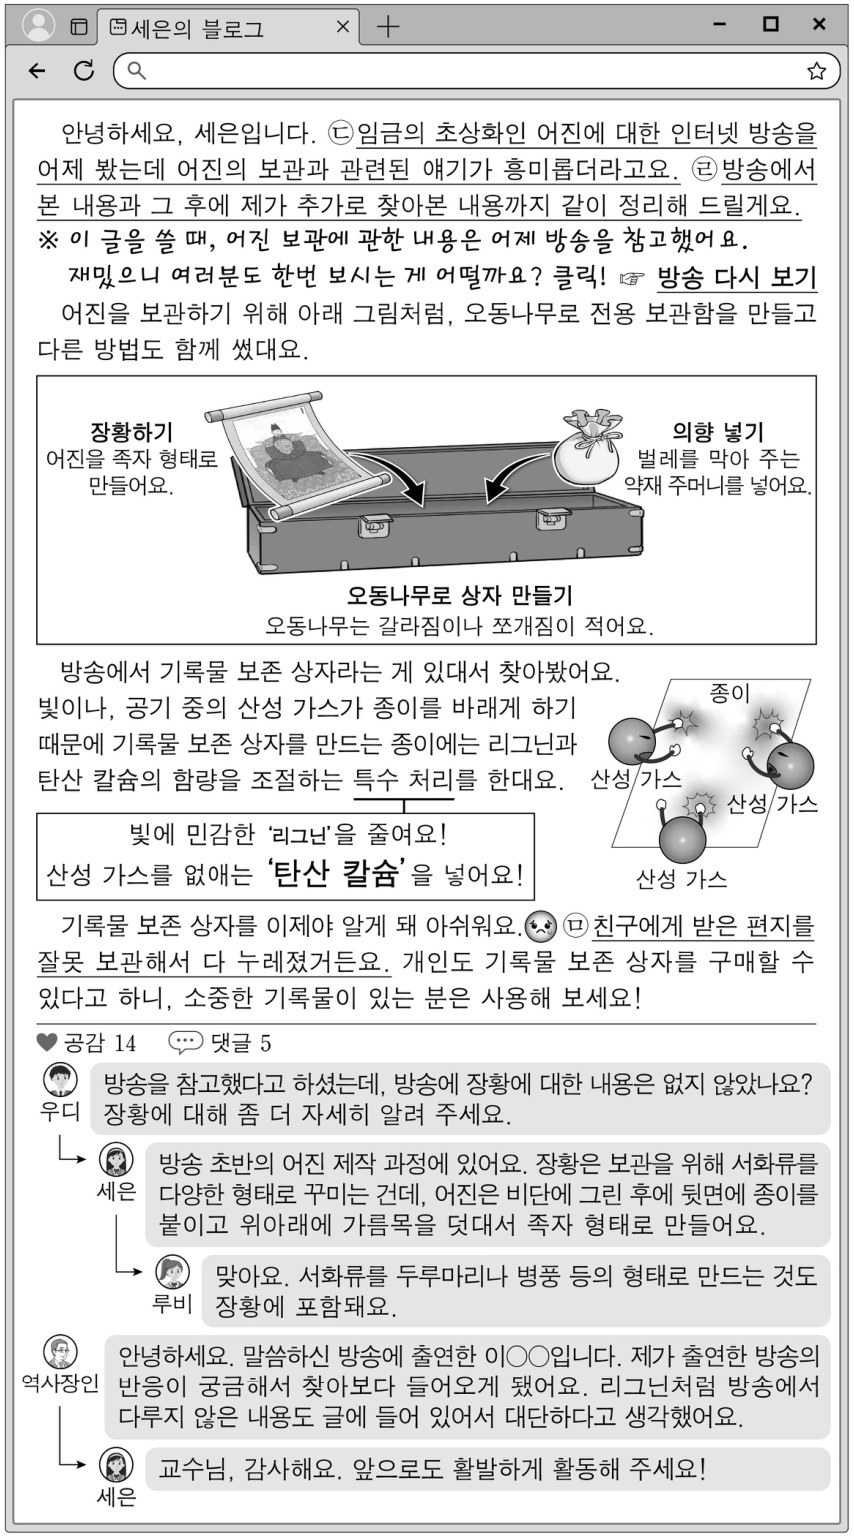 세은의 블로그
안녕하세요, 세은입니다. ㉢임금의 초상화인 어진에 대한 인터넷 방송을
어제 봤는데 어진의 보관과 관련된 얘기가 흥미롭더라고요. ㉣방송에서
본 내용과 그 후에 제가 추가로 찾아본 내용까지 같이 정리해 드릴게요.
※ 이 글을 쓸 때, 어진 보관에 관한 내용은 어제 방송을 참고했어요.
재밌으니 여러분도 한번 보시는 게 어떨까요? 클릭! ☞ 방송 다시 보기
어진을 보관하기 위해 아래 그림처럼, 오동나무로 전용 보관함을 만들고
다른 방법도 함께 썼대요.
장황하기
어진을 족자 형태로
만들어요.
의향 넣기
벌레를 막아 주는
약재 주머니를 넣어요.
오동나무로 상자 만들기
오동나무는 갈라짐이나 쪼개짐이 적어요.
방송에서 기록물 보존 상자라는 게 있대서 찾아봤어요.
빛이나, 공기 중의 산성 가스가 종이를 바래게 하기
때문에 기록물 보존 상자를 만드는 종이에는 리그닌과
탄산 칼슘의 함량을 조절하는 특수 처리를 한대요.
종이
산성 가스
산성 가스
산성 가스
빛에 민감한 ‘리그닌’을 줄여요!
산성 가스를 없애는 ‘탄산 칼슘’을 넣어요!
기록물 보존 상자를 이제야 알게 돼 아쉬워요. ㉤친구에게 받은 편지를
잘못 보관해서 다 누레졌거든요. 개인도 기록물 보존 상자를 구매할 수
있다고 하니, 소중한 기록물이 있는 분은 사용해 보세요!
공감 14 댓글 5
우디
방송을 참고했다고 하셨는데, 방송에 장황에 대한 내용은 없지 않았나요?
장황에 대해 좀 더 자세히 알려 주세요.
세은
방송 초반의 어진 제작 과정에 있어요. 장황은 보관을 위해 서화류를
다양한 형태로 꾸미는 건데, 어진은 비단에 그린 후에 뒷면에 종이를
붙이고 위아래에 가름목을 덧대서 족자 형태로 만들어요.
루비
맞아요. 서화류를 두루마리나 병풍 등의 형태로 만드는 것도
장황에 포함돼요.
역사장인
안녕하세요. 말씀하신 방송에 출연한 이○○입니다. 제가 출연한 방송의
반응이 궁금해서 찾아보다 들어오게 됐어요. 리그닌처럼 방송에서
다루지 않은 내용도 글에 들어 있어서 대단하다고 생각했어요.
세은
교수님, 감사해요. 앞으로도 활발하게 활동해 주세요!